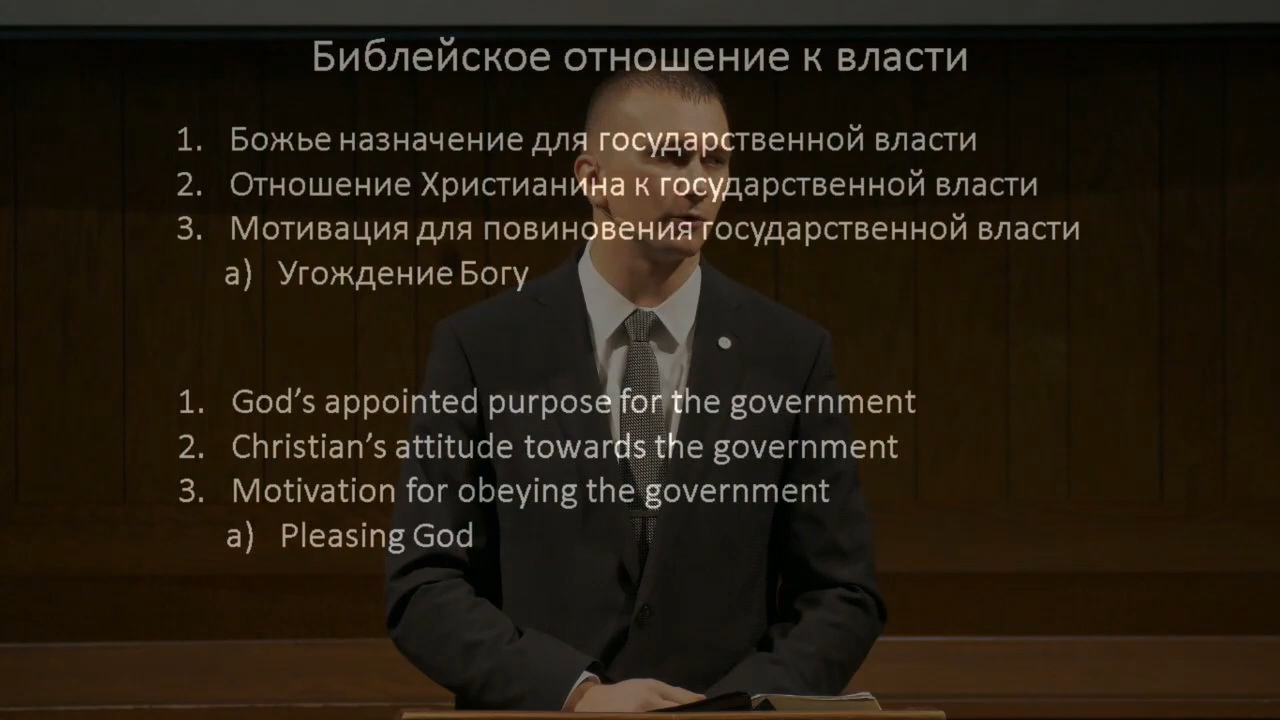 Библейское отношение к власти
1. Божье назначение для государственной власти
2. Отношение Христианина к государственной власти
3. Мотивация для повиновения государственной власти
a) Угождение Богу
1. God's appointed purpose for the government
2. Christian's attitude towards the government
3. Motivation for obeying the government
a) Pleasing God